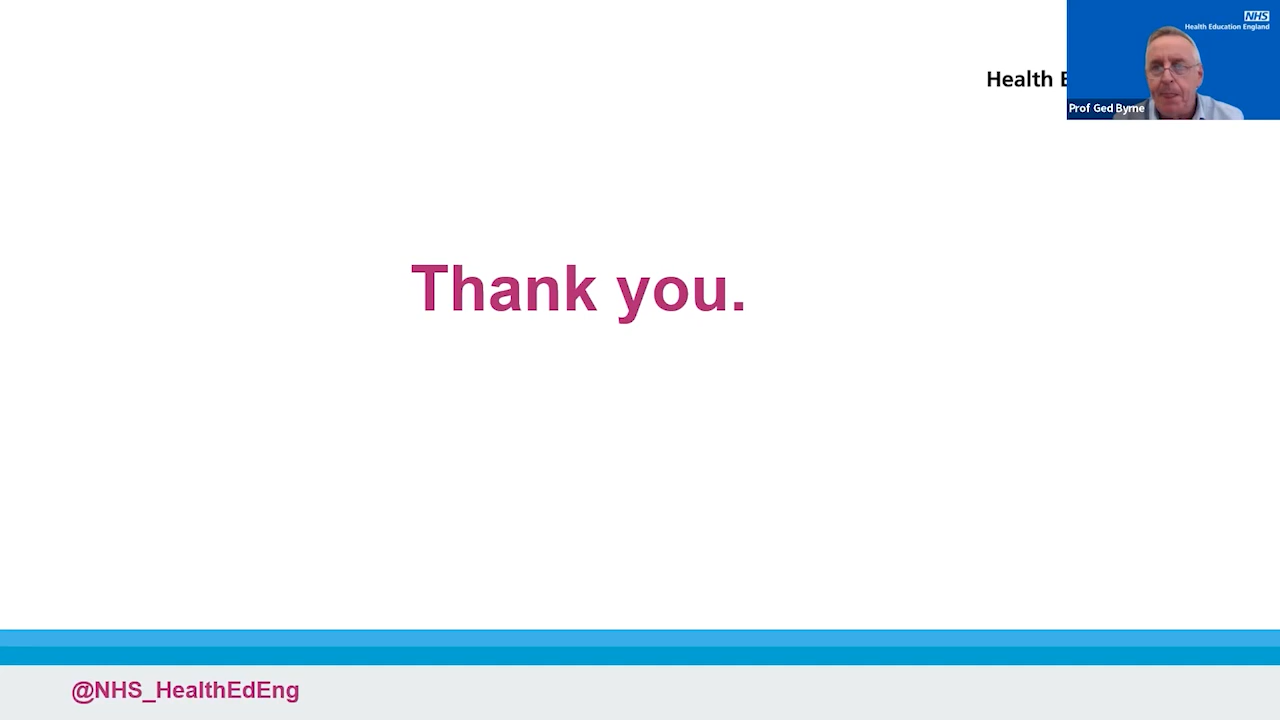 NHS
Health Education England
Health E
Prof Ged Byrne
Thank you.
@NHS_HealthEdEng